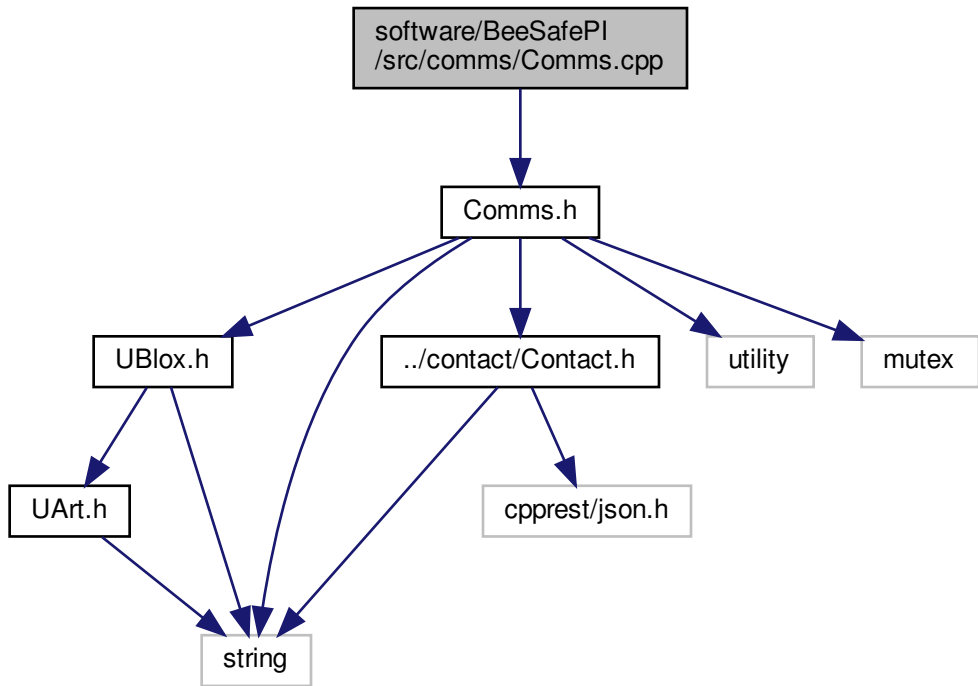 software/BeeSafePI
/src/comms/Comms.cpp
Comms.h
UBlox.h
../contact/Contact.h
utility
mutex
UArt.h
cpprest/json.h
string